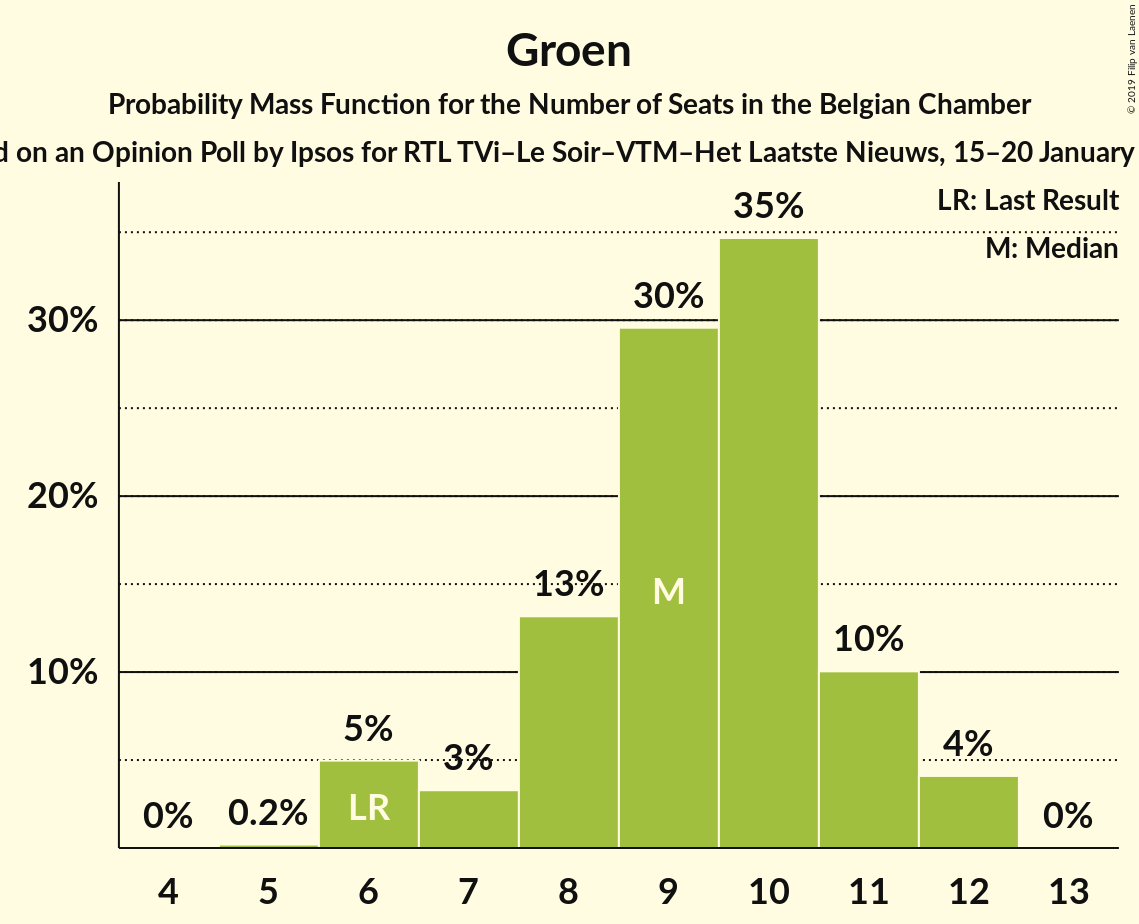 Groen
Probability Mass Function for the Number of Seats in the Belgian Chamber
on an Opinion Poll by Ipsos for RTL TVi–Le Soir–VTM–Het Laatste Nieuws, 15–20 January
© 2019 Filip van Laenen
LR: Last Result
M: Median
35%
30%
30%
20%
13%
M
10%
10%
5%
3%
4%
LR
0%
0.2%
0%
4 5 6 7 8 9 10 11 12 13